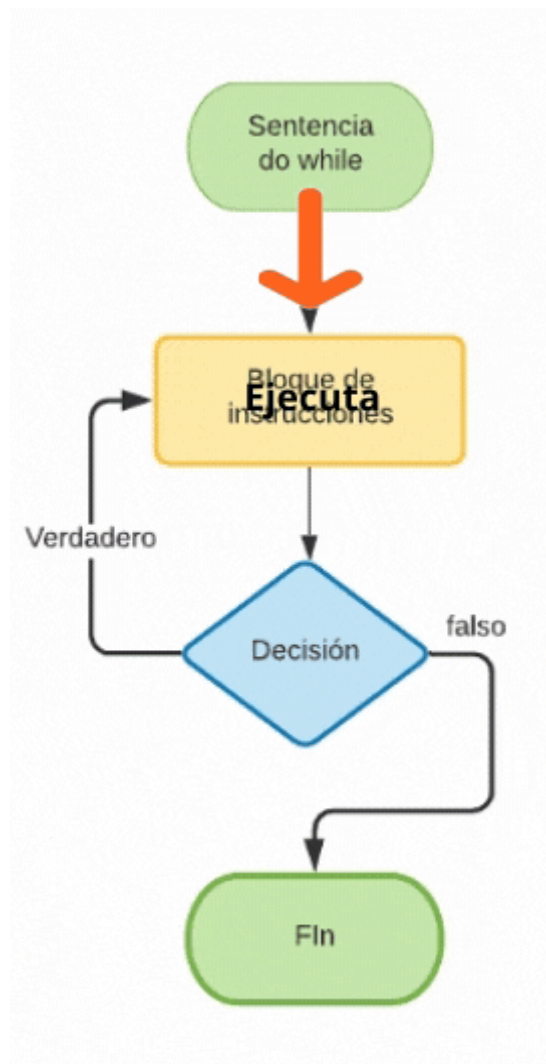 Sentencia
do while
Bloque de
Ejecuta
instrucciones
Verdadero
falso
Decisión
FIn